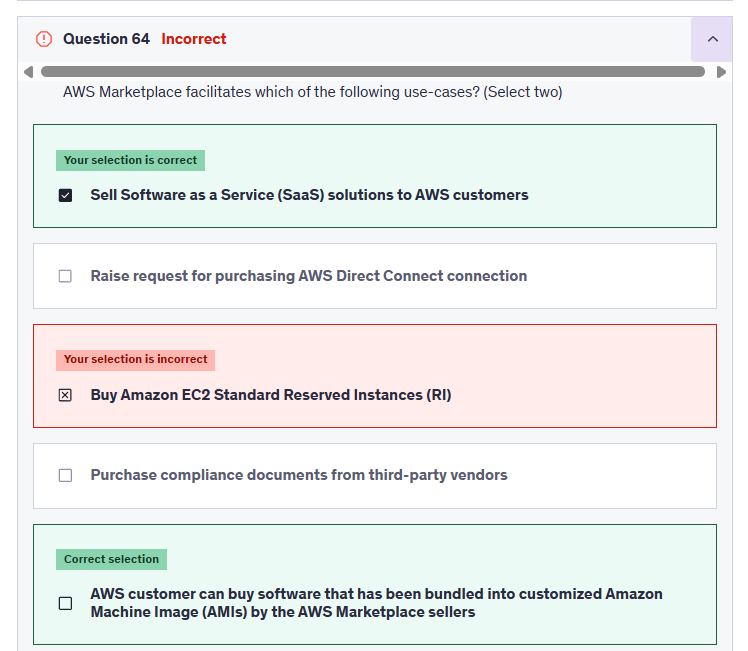 Question 64 Incorrect
AWS Marketplace facilitates which of the following use-cases? (Select two)
Your selection is correct
Sell Software as a Service (SaaS) solutions to AWS customers
Raise request for purchasing AWS Direct Connect connection
Your selection is incorrect
Buy Amazon EC2 Standard Reserved Instances (RI)
Purchase compliance documents from third-party vendors
Correct selection
AWS customer can buy software that has been bundled into customized Amazon
Machine Image (AMIs) by the AWS Marketplace sellers